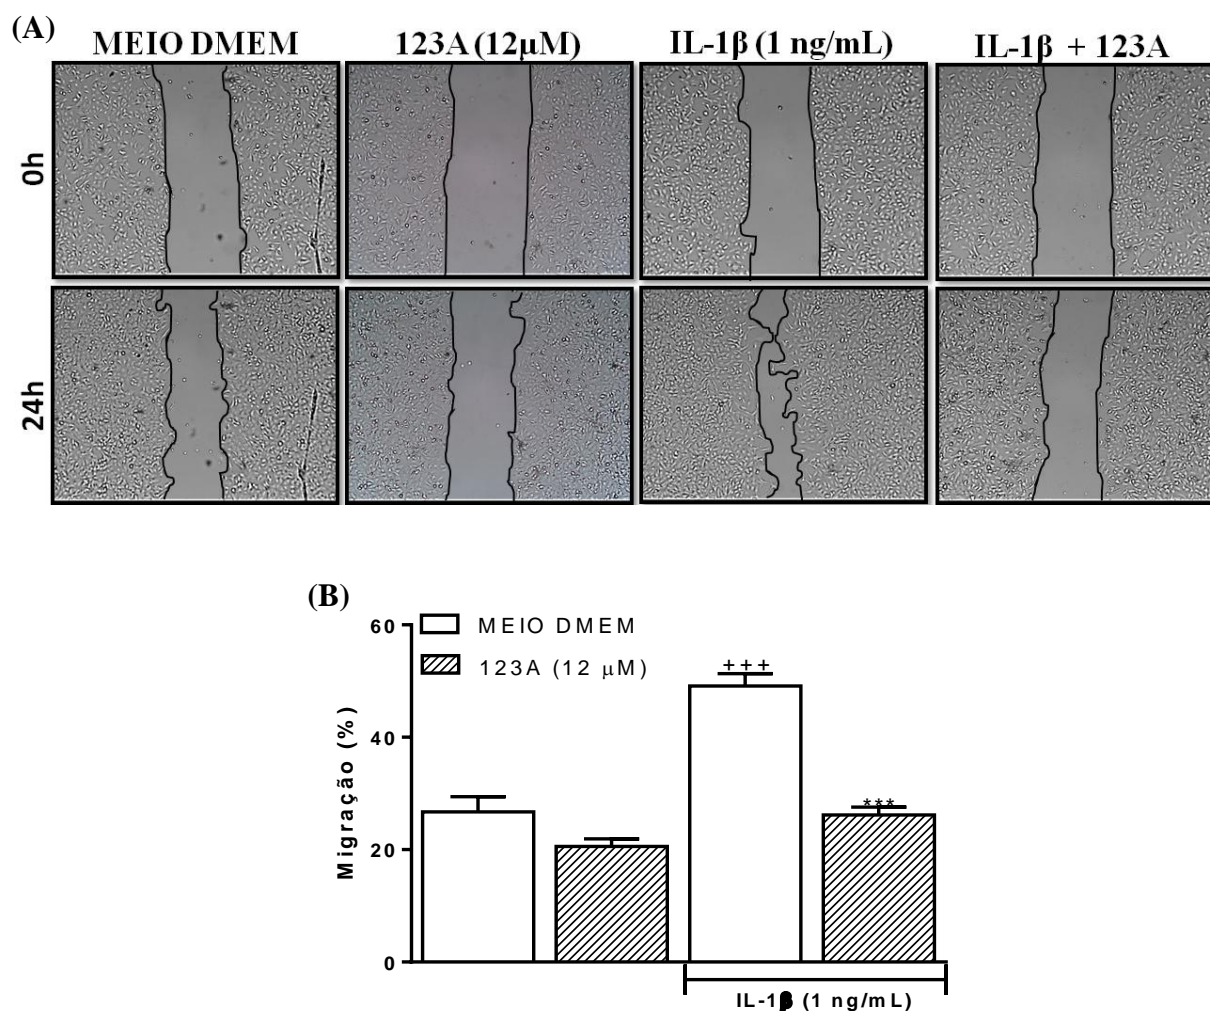 (A)
MEIO DMEM
123A (12µM)
IL-1β (1 ng/mL)
IL-1β + 123A
0h
24h
(B)
MEIO DMEM
123A (12 µM)
Migração (%)
60
40
20
0
+++
***
IL-1β (1 ng/mL)